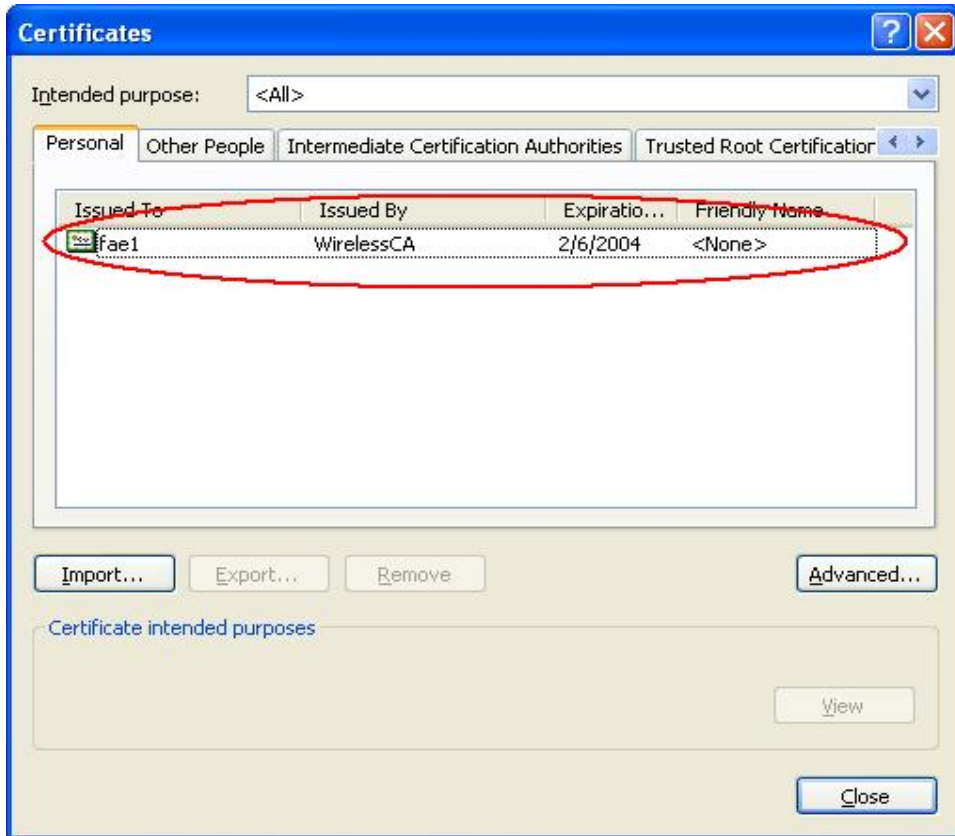 Certificates
Intended purpose: <All>
Personal Other People Intermediate Certification Authorities Trusted Root Certification
Issued To Issued By Expiratio... Friendly Name
fae1 WirelessCA 2/6/2004 <None>
Import... Export... Remove Advanced...
Certificate intended purposes
View
Close